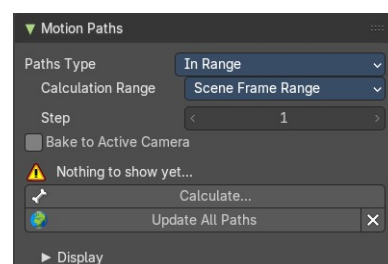 Motion Paths
Paths Type In Range
Calculation Range Scene Frame Range
Step 1
Bake to Active Camera
Nothing to show yet...
Calculate...
Update All Paths
Display